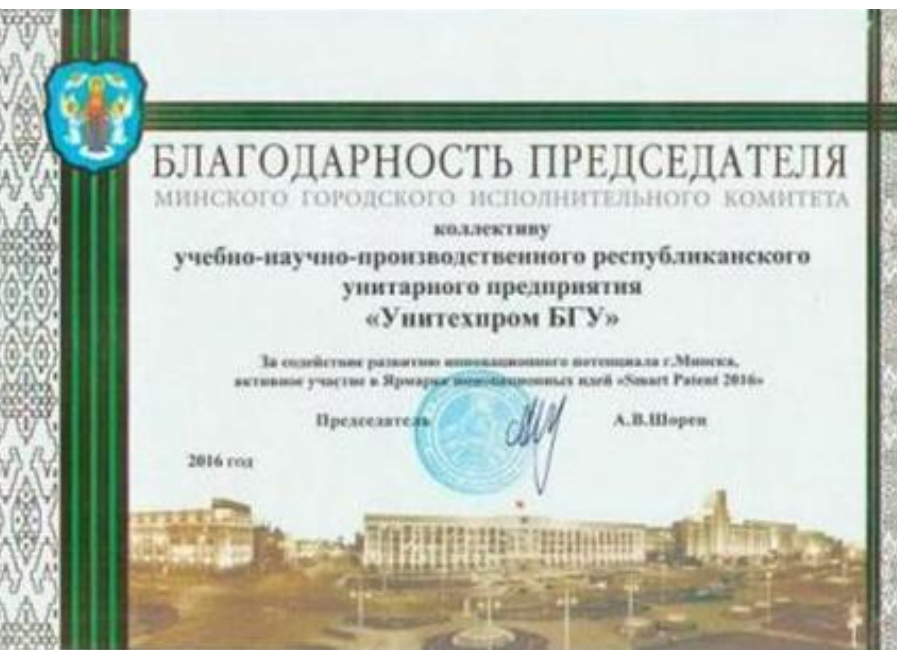 БЛАГОДАРНОСТЬ ПРЕДСЕДАТЕЛЯ
МИНСКОГО ГОРОДСКОГО ИСПОЛНИТЕЛЬНОГО КОМИТЕТА
коллективу
учебно-научно-производственного республиканского
унитарного предприятия
«Унитехпром БГУ»
За содействие развитию инновационного потенциала г.Минска,
активное участие в Ярмарке инновационных идей «Smart Patent 2016»
Председатель А.В.Шорец
2016 год